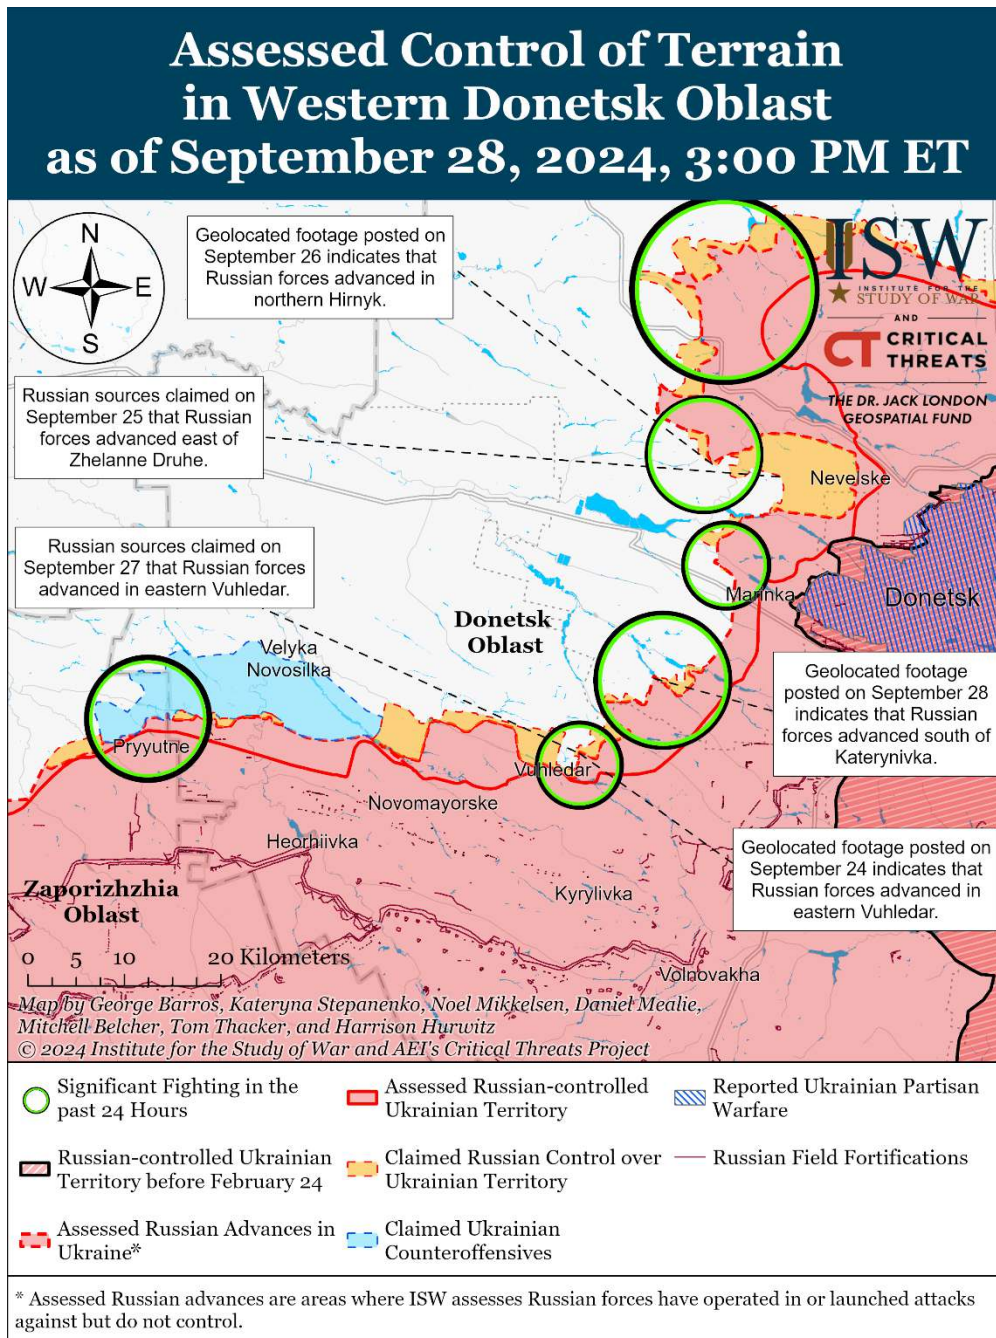 Assessed Control of Terrain
in Western Donetsk Oblast
as of September 28, 2024, 3:00 PM ET
N
W
E
S
Geolocated footage posted on
September 26 indicates that
Russian forces advanced in
northern Hirnyk.
ISW
INSTITUTE FOR THE
STUDY OF WAR
AND
CT CRITICAL
THREATS
THE DR. JACK LONDON
GEOSPATIAL FUND
Russian sources claimed on
September 25 that Russian
forces advanced east of
Zhelanne Druhe.
Nevelske
Russian sources claimed on
September 27 that Russian forces
advanced in eastern Vuhledar.
Marinka
Donetsk
Donetsk
Oblast
Velyka
Novosilka
Geolocated footage
posted on September 28
indicates that Russian
forces advanced south of
Katerynivka.
Pryyutne
Vuhledar
Novomayorske
Heoriivka
Geolocated footage posted on
September 24 indicates that
Russian forces advanced in
eastern Vuhledar.
Zaporizhzhia
Oblast
Kyrylivka
Volnovakha
0 5 10 20 Kilometers
Map by George Barros, Kateryna Stepanenko, Noel Mikkelsen, Daniel Mealie,
Mitchell Belcher, Tom Thacker, and Harrison Hurwitz
© 2024 Institute for the Study of War and AEI's Critical Threats Project
Significant Fighting in the
past 24 Hours
Assessed Russian-controlled
Ukrainian Territory
Reported Ukrainian Partisan
Warfare
Russian-controlled Ukrainian
Territory before February 24
Claimed Russian Control over
Ukrainian Territory
Russian Field Fortifications
Assessed Russian Advances in
Ukraine*
Claimed Ukrainian
Counteroffensives
* Assessed Russian advances are areas where ISW assesses Russian forces have operated in or launched attacks
against but do not control.